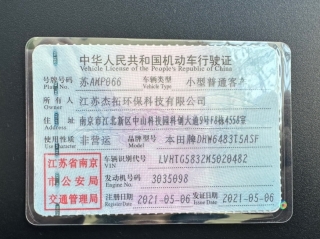 中华人民共和国机动车行驶证
Vehicle License of the People's Republic of China
号牌号码 苏AMP066 车辆类型 小型普通客
Plate No. Vehicle Type
所有人 江苏杰拓环保科技有限公司
Owner
住址 南京市江北新区中山科技园科创大道9号F8栋4558室
Address
使用性质 非营运 品牌型号 本田牌DHW6483T5ASF
Use Character Model
江苏省南京市公安局交通管理局
车辆识别代号 LVHTG5832M5020482
VIN
发动机号码 3035098
Engine No.
注册日期 2021-05-06 发证日期 2021-05-06
Register Date Issue Date